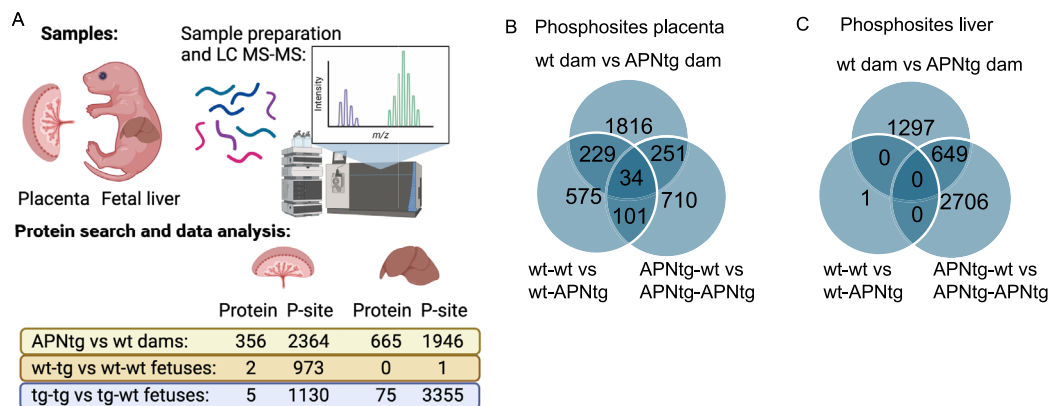 A
Samples:
Sample preparation
and LC MS-MS:
Intensity
m/z
Placenta Fetal liver
Protein search and data analysis:
Protein P-site Protein P-site
APNtg vs wt dams: 356 2364 665 1946
wt-tg vs wt-wt fetuses: 2 973 0 1
tg-tg vs tg-wt fetuses: 5 1130 75 3355
B Phosphosites placenta
wt dam vs APNtg dam
1816
229 251
34
575 710
101
wt-wt vs
wt-APNtg
APNtg-wt vs
APNtg-APNtg
C Phosphosites liver
wt dam vs APNtg dam
1297
0 649
0
1 2706
0
wt-wt vs
wt-APNtg
APNtg-wt vs
APNtg-APNtg